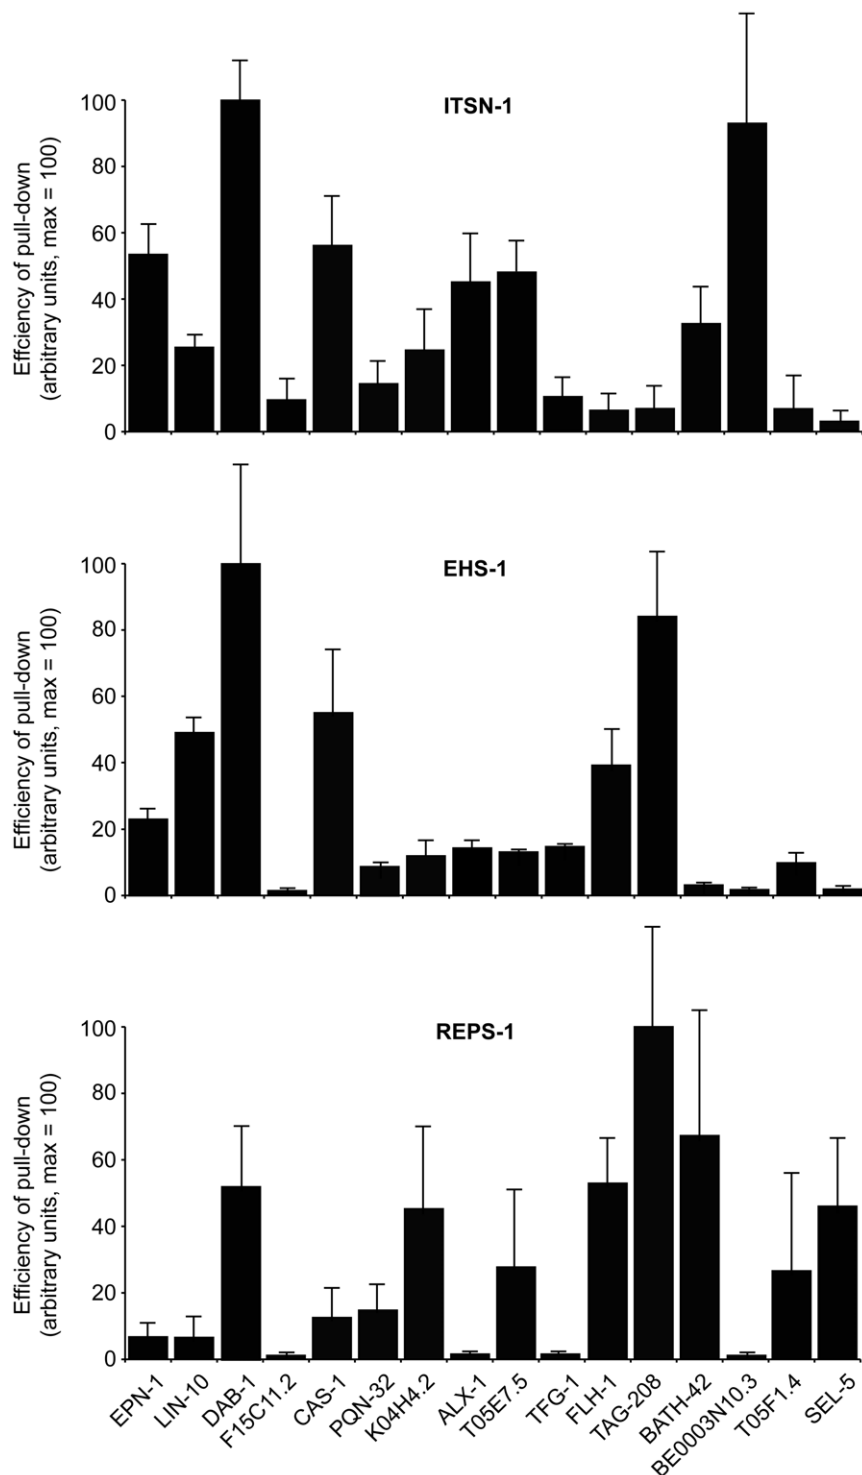 ITSN-1
Effciency of pull-down
(arbitrary units, max = 100)
100
80
60
40
20
0
EHS-1
Efficiency of pull-down
(arbitrary units, max = 100)
100
80
60
40
20
0
REPS-1
Efficiency of pull-down
(arbitrary units, max = 100)
100
80
60
40
20
0
EPN-1
LIN-10
DAB-1
F15C11.2
CAS-1
PQN-32
K04H4.2
ALX-1
T05E7.5
TFG-1
FLH-1
TAG-208
BATH-42
BE0003N10.3
T05F1.4
SEL-5